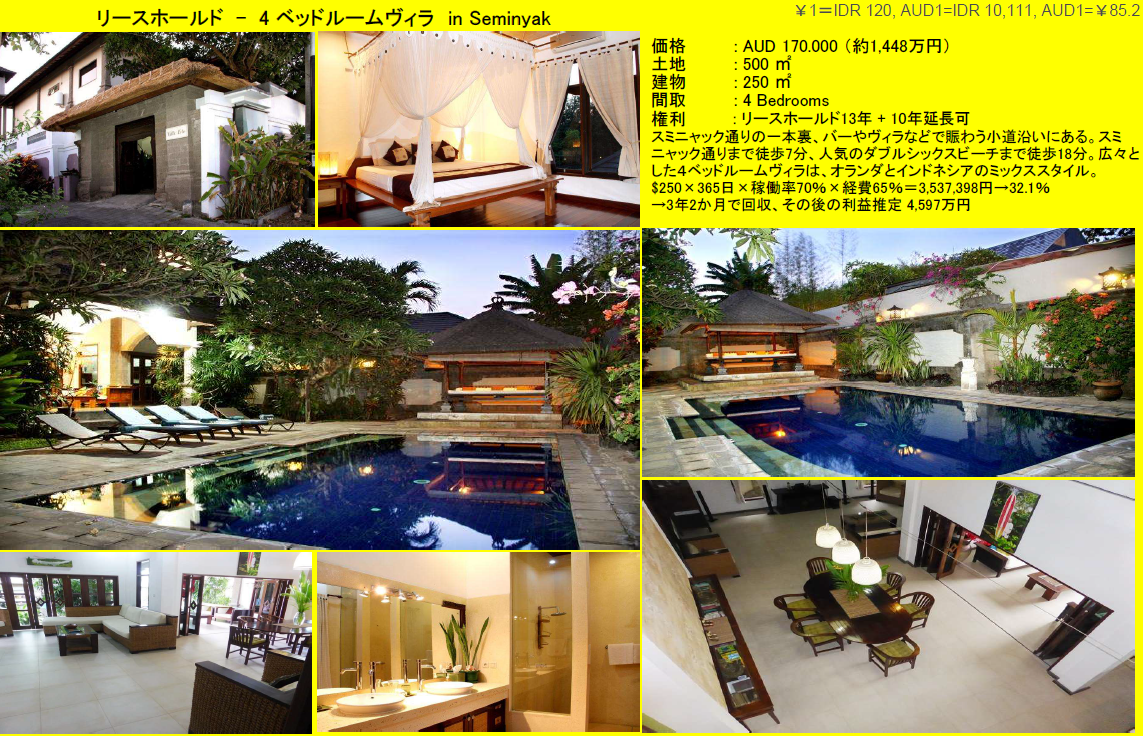 リースホールド － 4 ベッドルームヴィラ in Seminyak
￥1＝IDR 120, AUD1=IDR 10,111, AUD1=￥85.2
価格 : AUD 170.000 （約1,448万円）
土地 : 500 ㎡
建物 : 250 ㎡
間取 : 4 Bedrooms
権利 : リースホールド13年 + 10年延長可
スミニャック通りの一本裏、バーやヴィラなどで賑わう小道沿いにある。スミ
ニャック通りまで徒歩7分、人気のダブルシックスビーチまで徒歩18分。広々と
した4ベッドルームヴィラは、オランダとインドネシアのミックススタイル。
$250×365日×稼働率70%×経費65%＝3,537,398円→32.1%
→3年2か月で回収、その後の利益推定 4,597万円